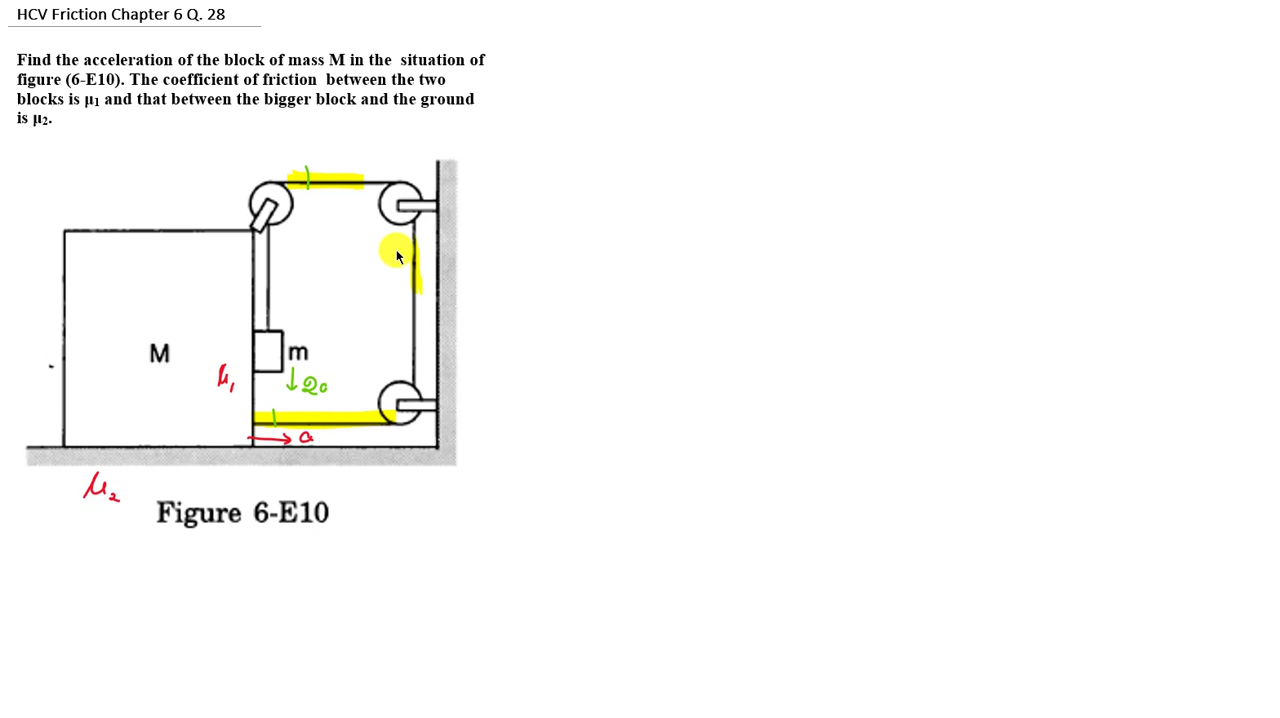 HCV Friction Chapter 6 Q. 28
Find the acceleration of the block of mass M in the situation of
figure (6-E10). The coefficient of friction between the two
blocks is μ₁ and that between the bigger block and the ground
is μ₂.
M
μ₁
m
2a
a
μ₂
Figure 6-E10